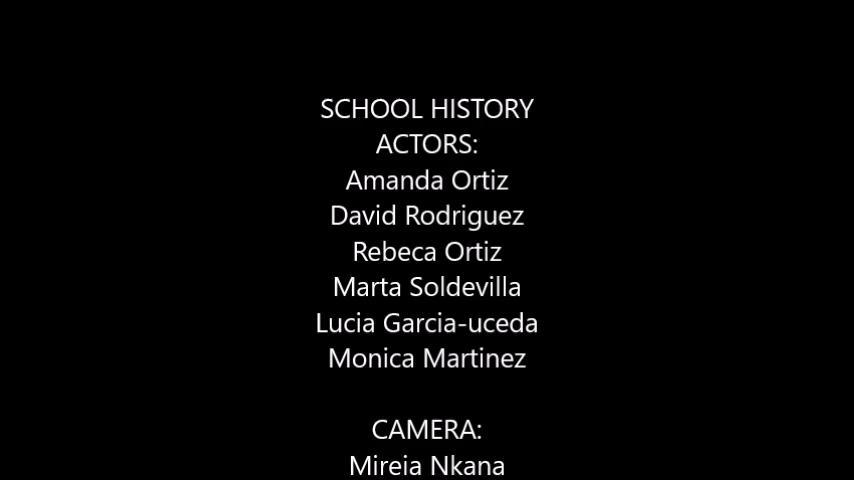 SCHOOL HISTORY
ACTORS:
Amanda Ortiz
David Rodriguez
Rebeca Ortiz
Marta Soldevilla
Lucia Garcia-uceda
Monica Martinez
CAMERA:
Mireia Nkana